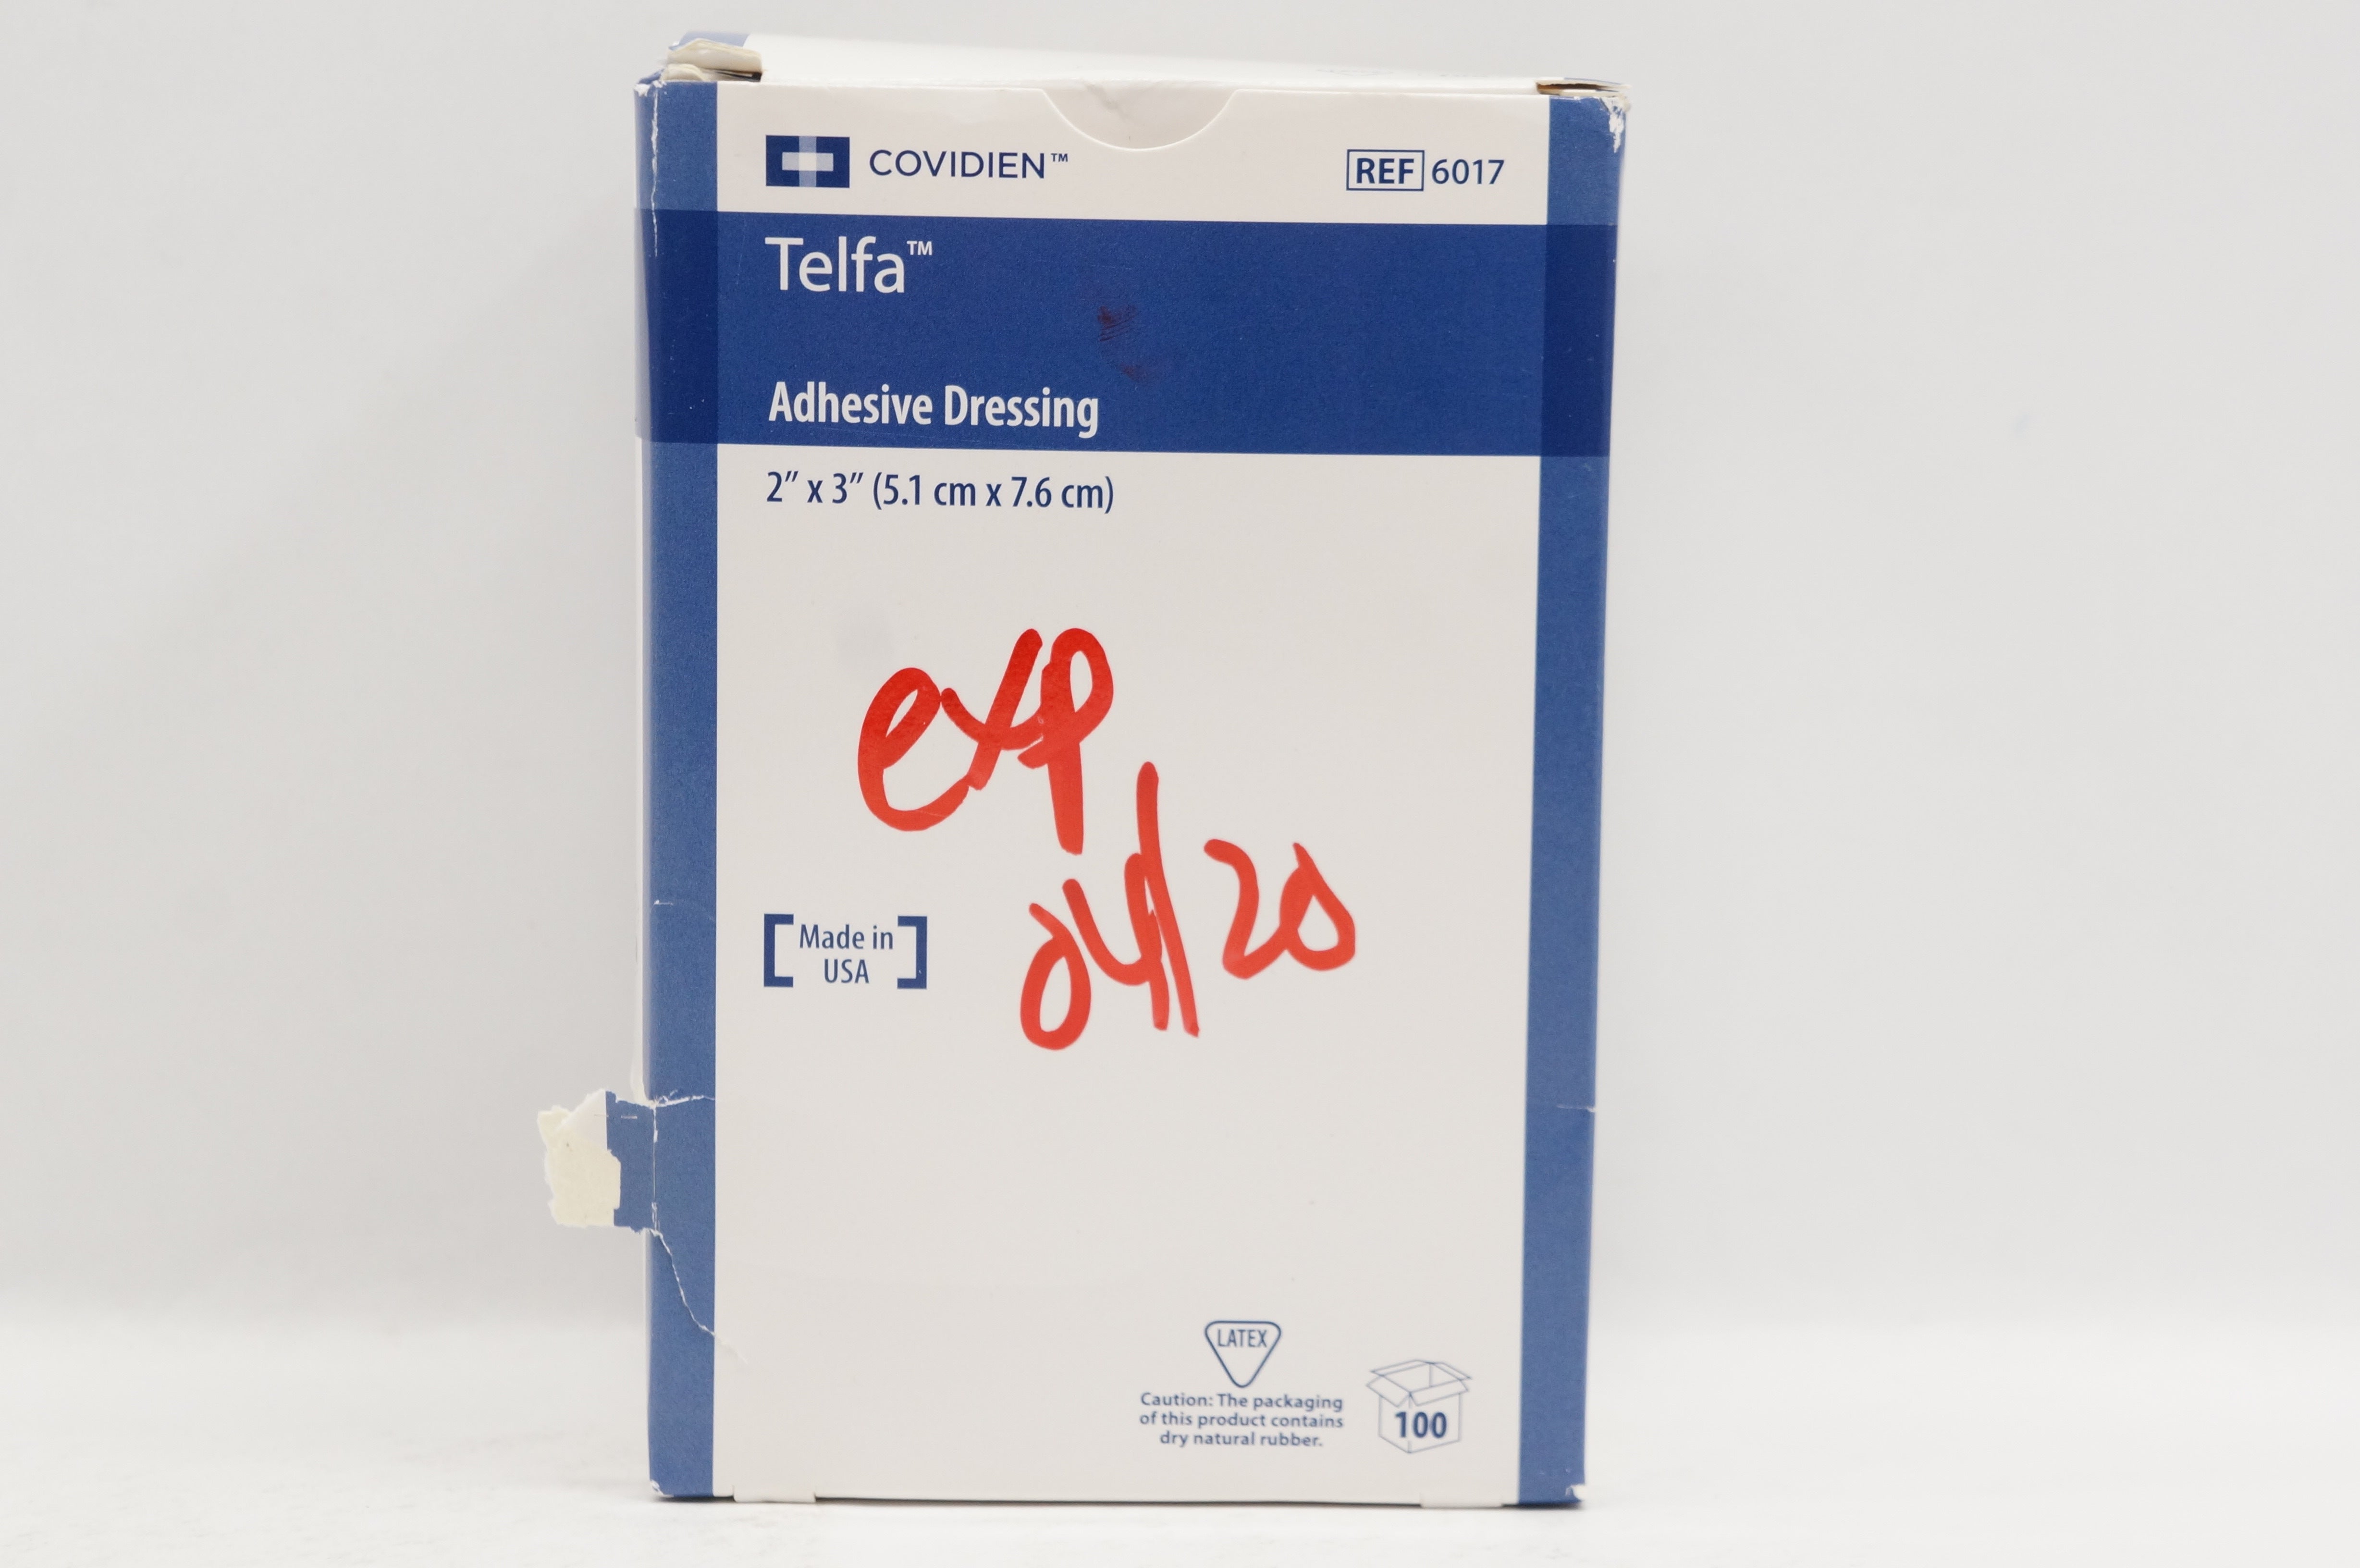 COVIDIEN™
REF 6017
Telfa™
Adhesive Dressing
2" x 3" (5.1 cm x 7.6 cm)
exp
04/20
Made in
USA
LATEX
Caution: The packaging
of this product contains
dry natural rubber.
100